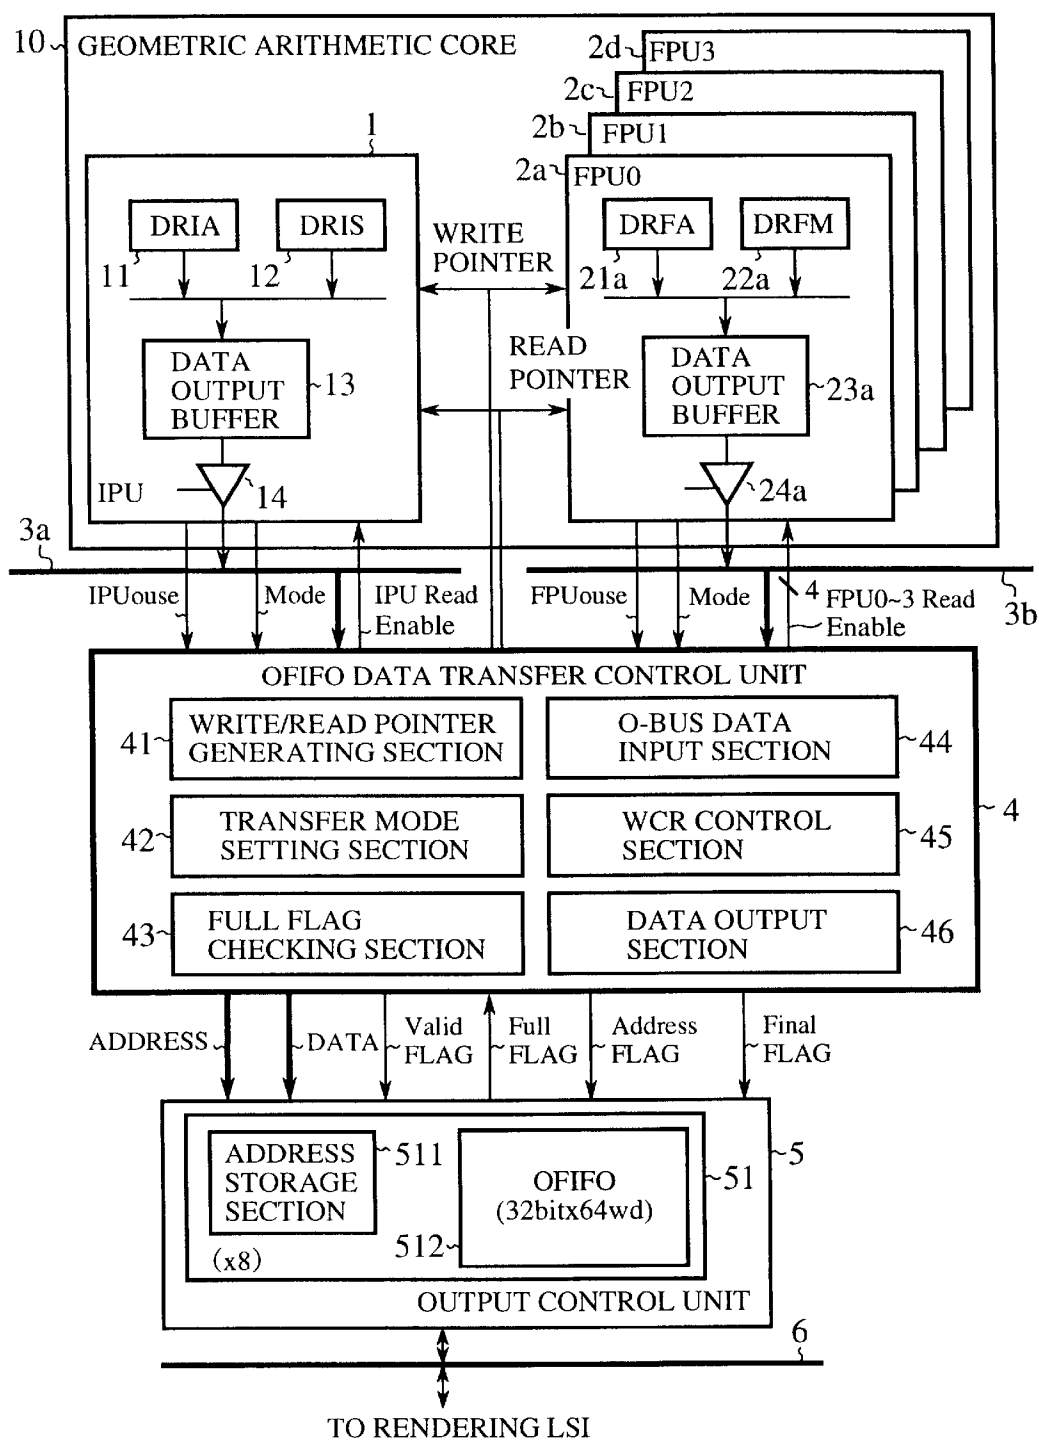 10 GEOMETRIC ARITHMETIC CORE
2d FPU3
2c FPU2
2b FPU1
2a FPU0
1
DRIA
DRIS
11
12
DATA
OUTPUT
BUFFER
13
14
IPU
WRITE
POINTER
READ
POINTER
DRFA
DRFM
21a
22a
DATA
OUTPUT
BUFFER
23a
24a
3a
IPUouse
Mode
IPU Read
Enable
FPUouse
Mode
4
FPU0~3 Read
Enable
3b
OFIFO DATA TRANSFER CONTROL UNIT
41
WRITE/READ POINTER
GENERATING SECTION
O-BUS DATA
INPUT SECTION
44
42
TRANSFER MODE
SETTING SECTION
WCR CONTROL
SECTION
45
4
43
FULL FLAG
CHECKING SECTION
DATA OUTPUT
SECTION
46
ADDRESS
DATA
Valid
FLAG
Full
FLAG
Address
FLAG
Final
FLAG
ADDRESS
STORAGE
SECTION
511
(x8)
OFIFO
(32bitx64wd)
512
51
5
OUTPUT CONTROL UNIT
6
TO RENDERING LSI